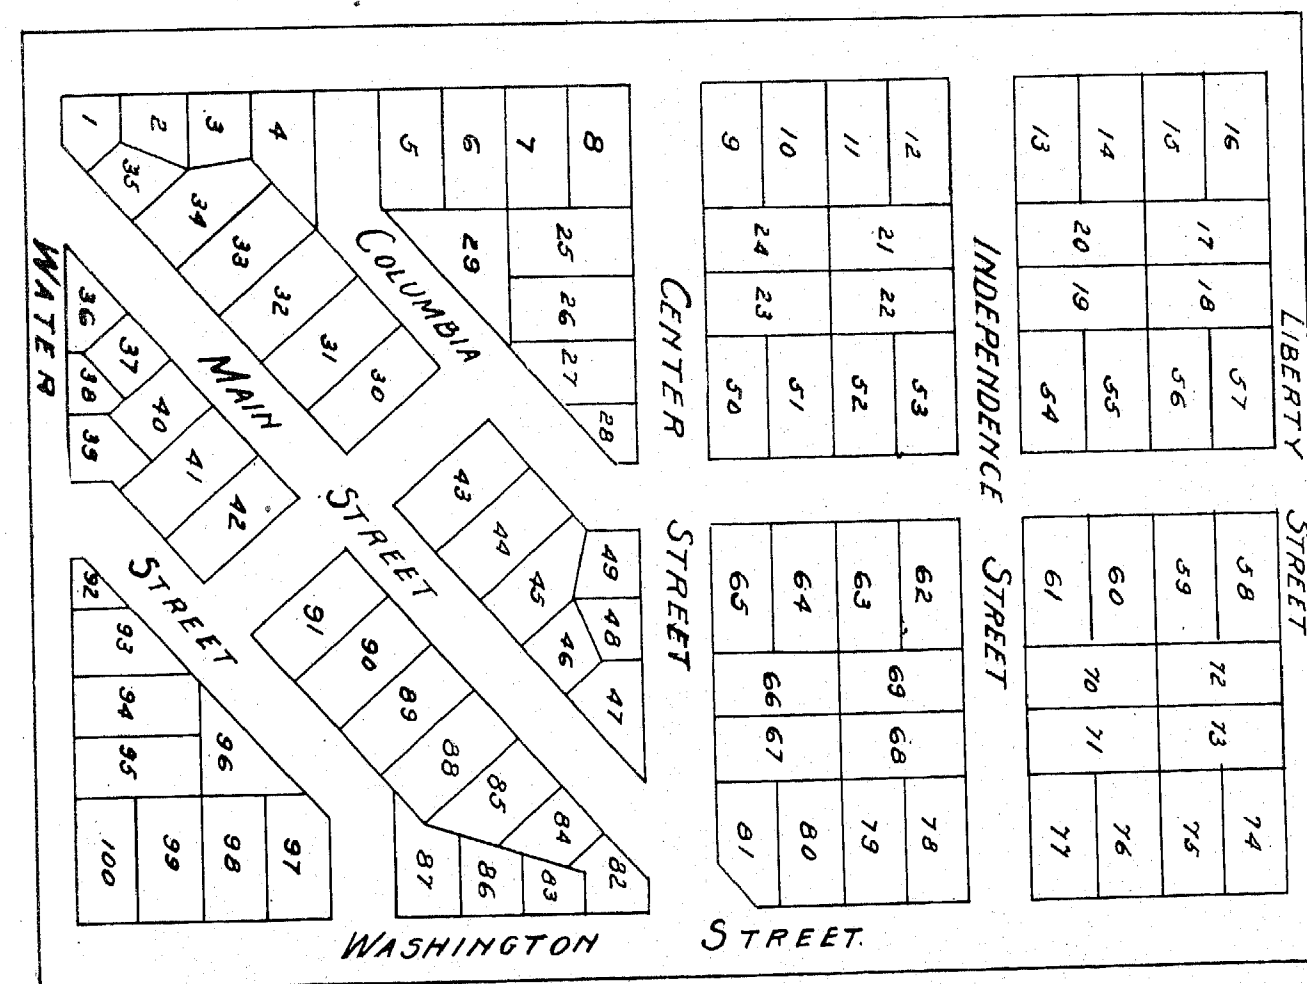 1 2 3 4 5 6 7 8 9 10 11 12 13 14 15 16
35 34 33 32 31 30
29 25 26 27 28
24 21 23 22
20 17 19 18
50 51 52 53 54 55 56 57
36 37 38 39 40 41 42
43 44 45 46 47 48 49
65 64 63 62 61 60 59 58
66 69 67 68
70 72 71 73
81 80 79 78 77 76 75 74
92 93 94 95 96
91 90 89 88 85 84
100 99 98 97 87 86 83 82
WATER
STREET
MAIN
STREET
COLUMBIA
CENTER
STREET
INDEPENDENCE
STREET
LIBERTY
STREET
WASHINGTON STREET.